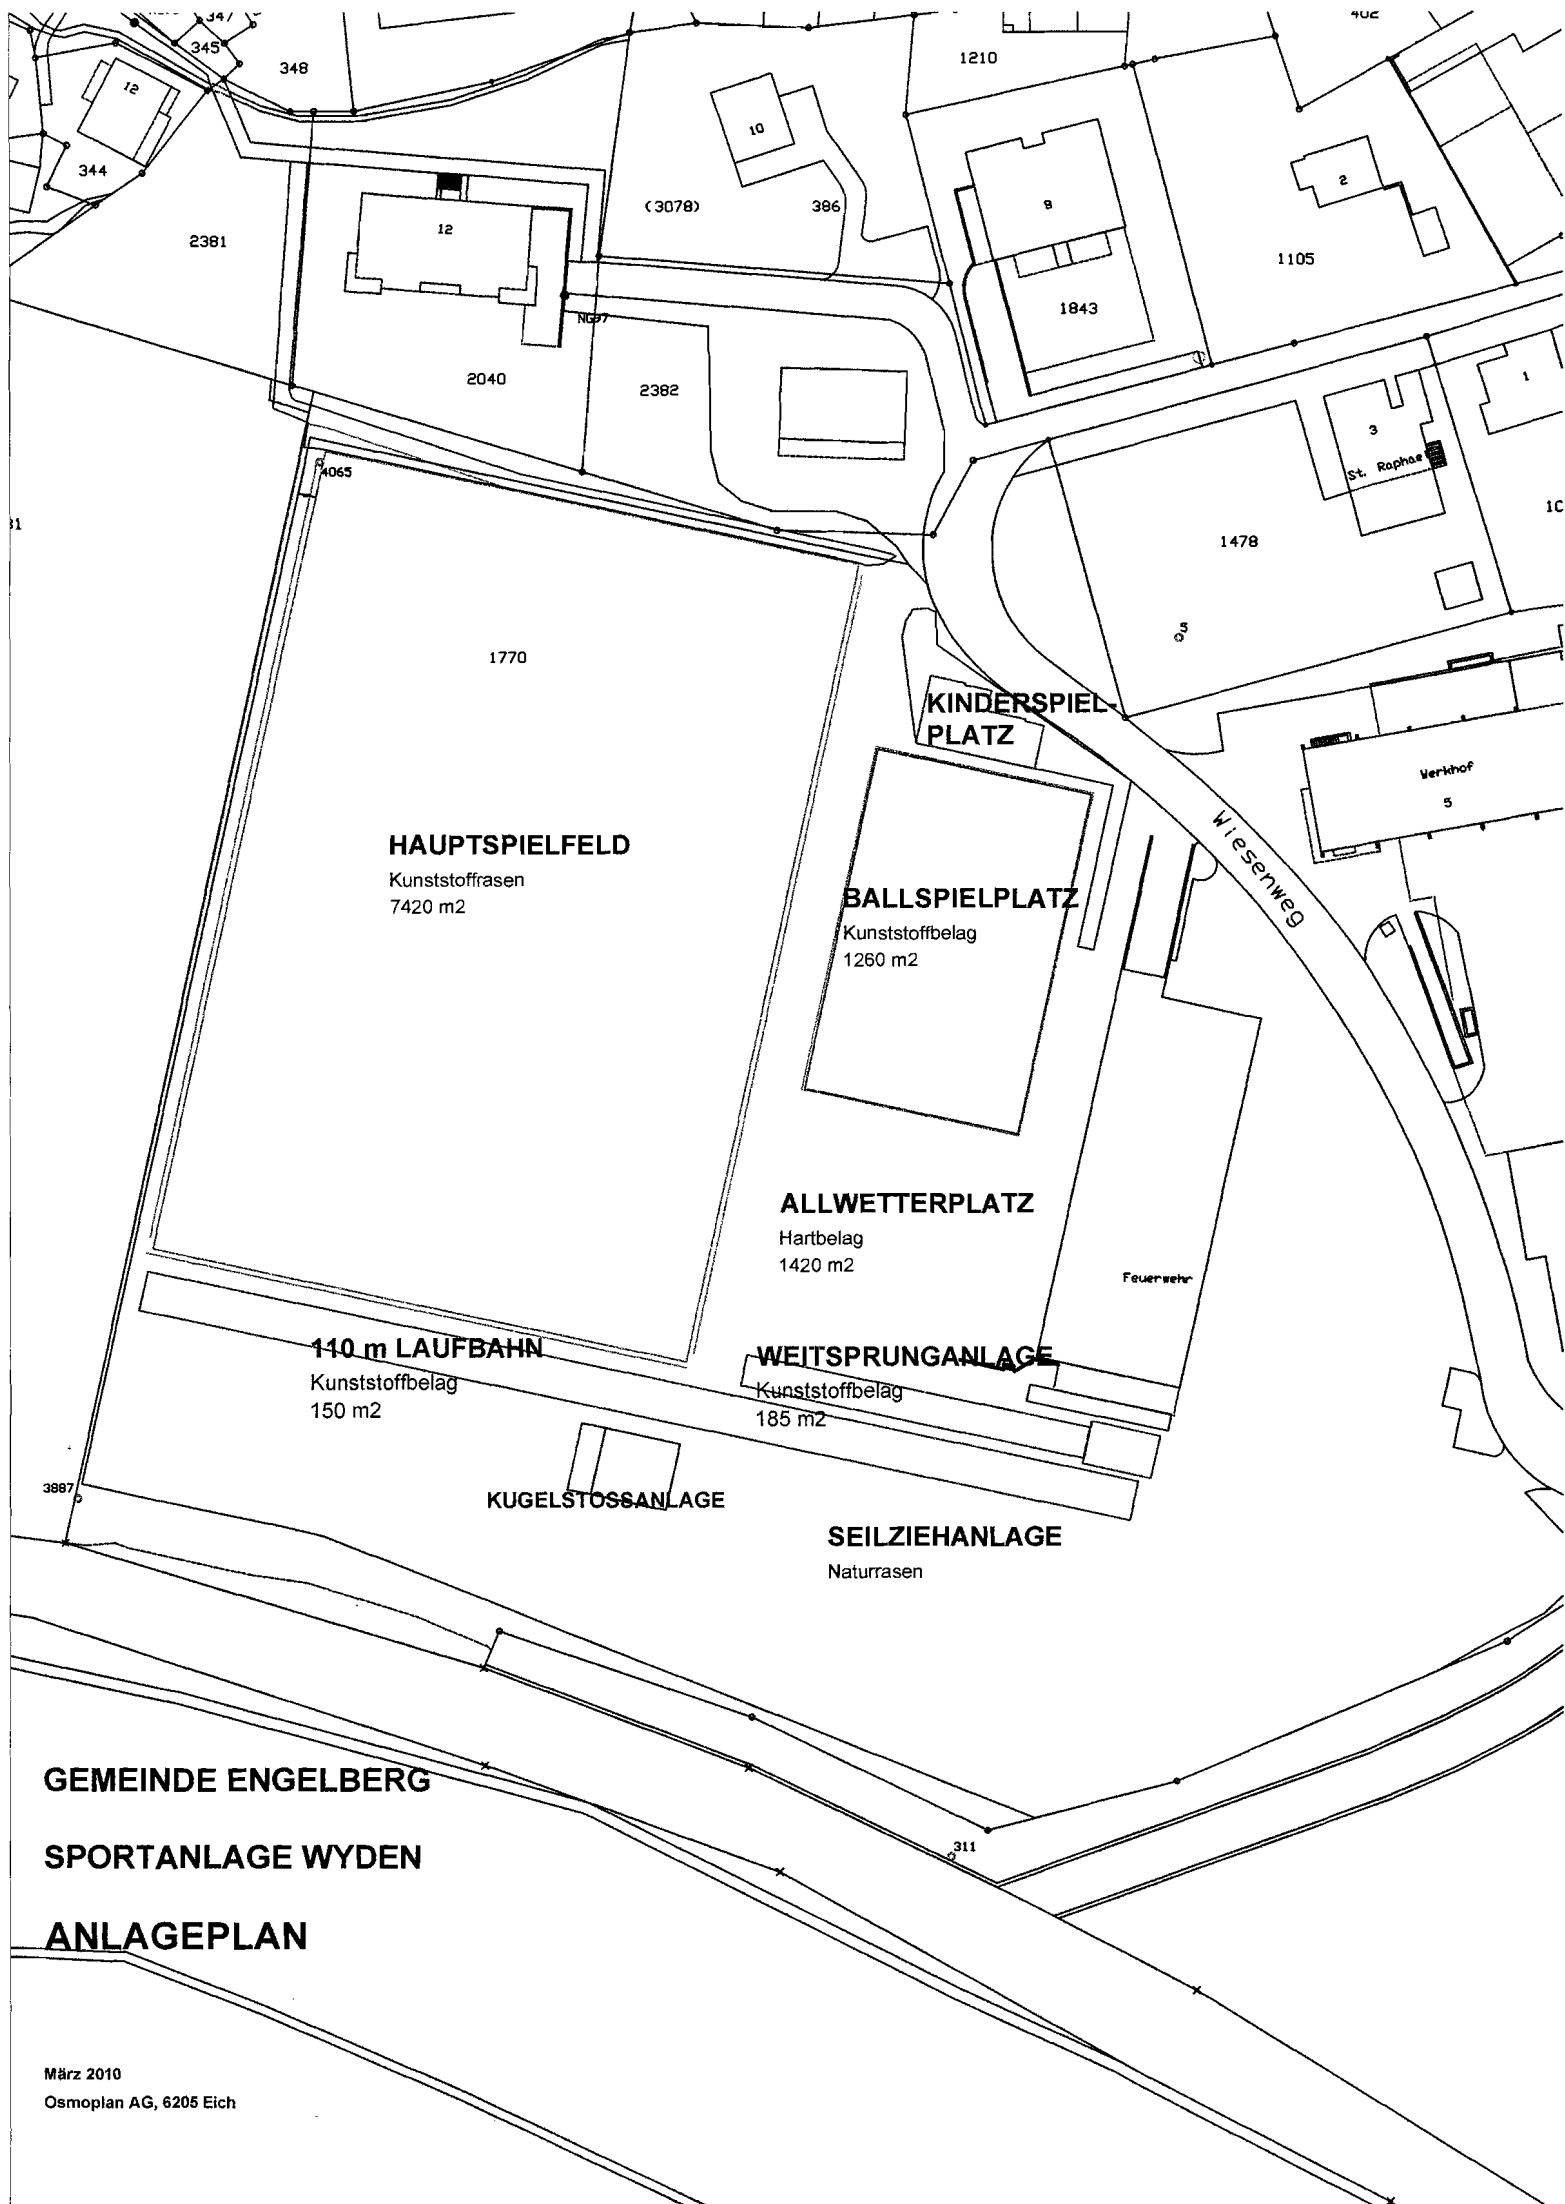 347
345
348
12
344
2381
12
10
(3078)
386
1210
402
9
2
1105
1843
2040
2382
1
3
St. Raphael
4065
1478
5
1770
KINDERSPIEL-
PLATZ
Werkhof
5
Wiesenweg
HAUPTSPIELFELD
Kunststoffrasen
7420 m2
BALLSPIELPLATZ
Kunststoffbelag
1260 m2
ALLWETTERPLATZ
Hartbelag
1420 m2
Feuerwehr
110 m LAUFBAHN
Kunststoffbelag
150 m2
WEITSPRUNGANLAGE
Kunststoffbelag
185 m2
3887
KUGELSTOSSANLAGE
SEILZIEHANLAGE
Naturrasen
GEMEINDE ENGELBERG
311
SPORTANLAGE WYDEN
ANLAGEPLAN
März 2010
Osmoplan AG, 6205 Eich